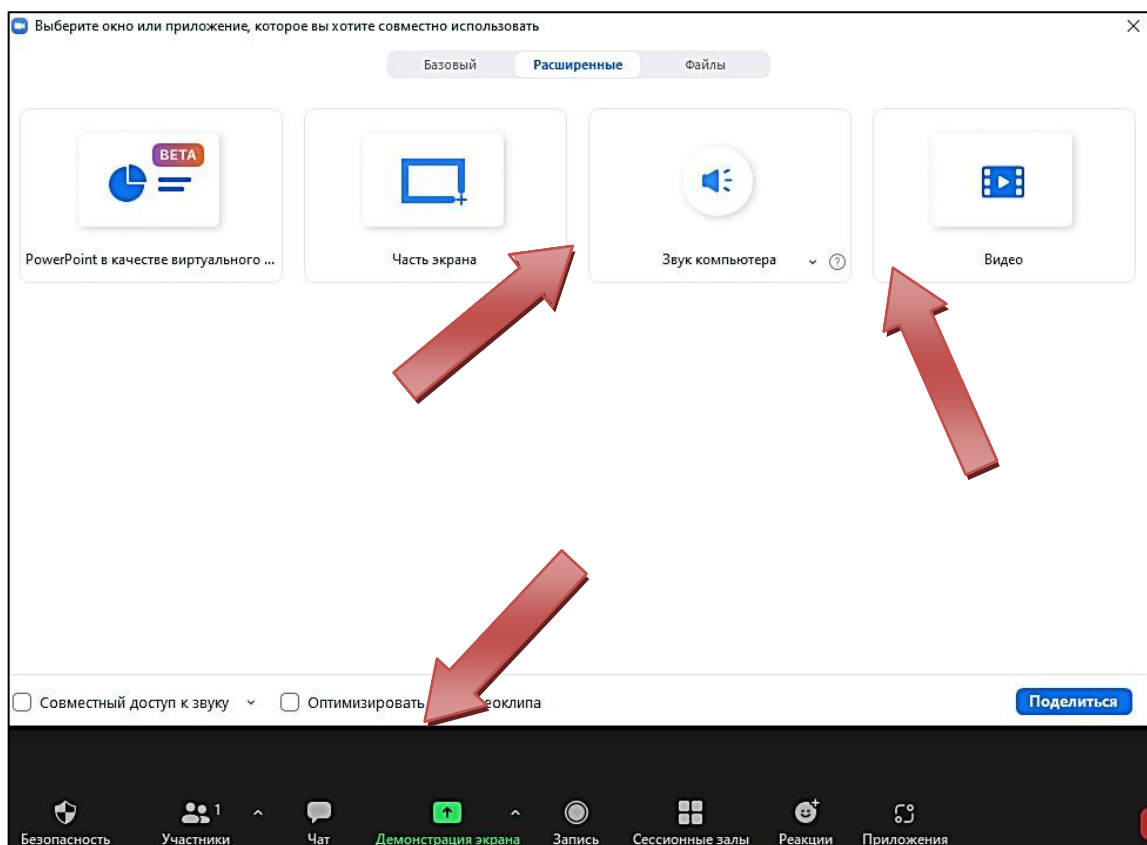 Выберите окно или приложение, которое вы хотите совместно использовать
Базовый Расширенные Файлы
BETA
PowerPoint в качестве виртуального ... Часть экрана Звук компьютера Видео
Совместный доступ к звуку Оптимизировать еоклипа Поделиться
1
Безопасность Участники Чат Демонстрация экрана Запись Сессионные залы Реакции Приложения